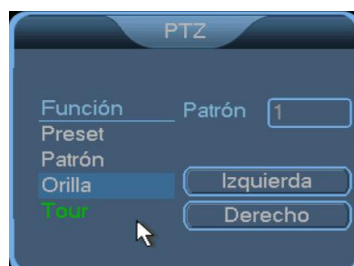 PTZ
Función Patrón 1
Preset
Patrón
Orilla Izquierda
Tour Derecho